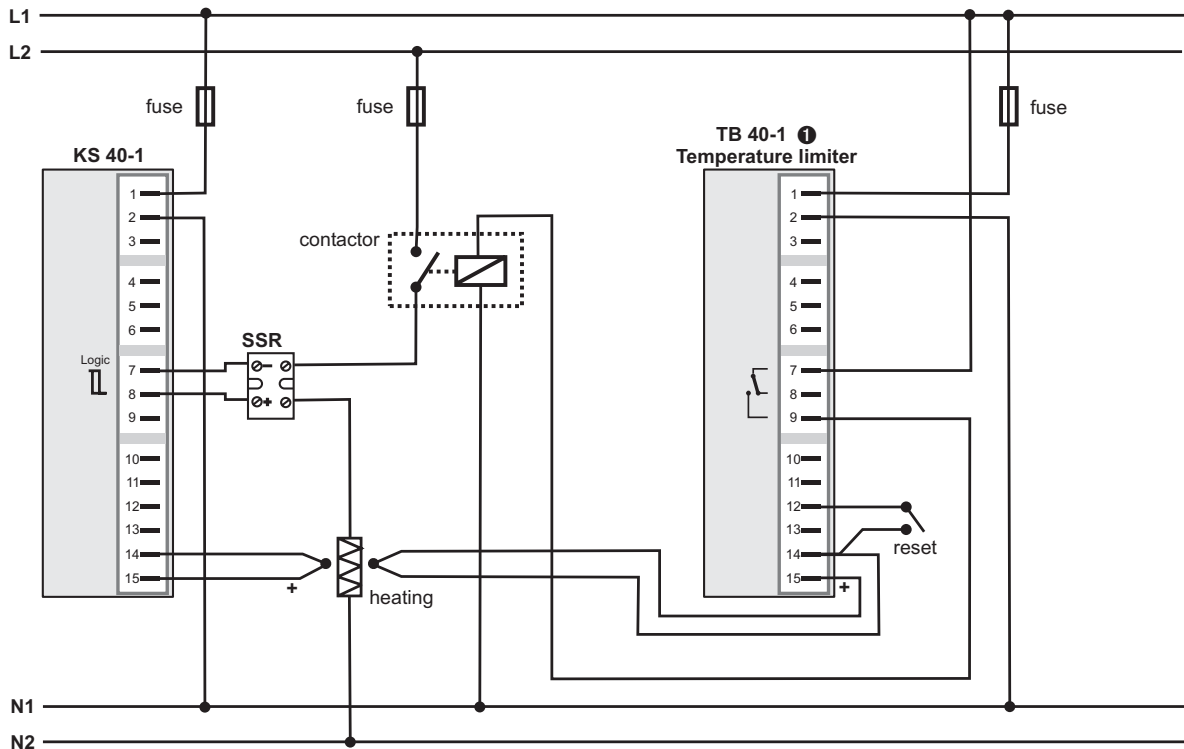 L1
L2
fuse
fuse
fuse
KS 40-1
TB 40-1 ❶
Temperature limiter
1
2
3
4
5
6
Logic
7
8
9
10
11
12
13
14
15
contactor
SSR
−
+
+
heating
1
2
3
4
5
6
7
8
9
10
11
12
13
14
15
+
reset
N1
N2